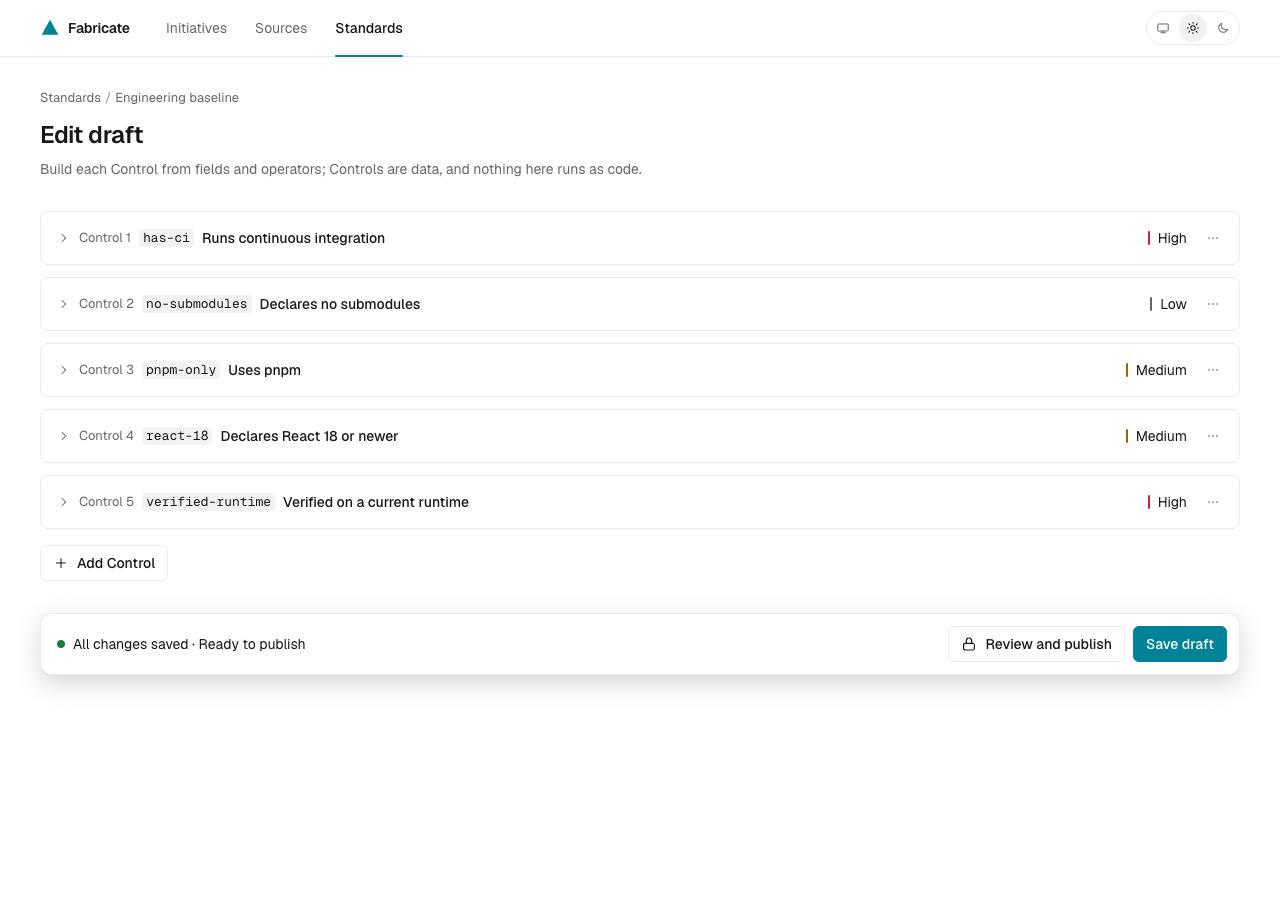 Fabricate Initiatives Sources Standards
Standards / Engineering baseline
Edit draft
Build each Control from fields and operators; Controls are data, and nothing here runs as code.
Control 1 has-ci Runs continuous integration High
Control 2 no-submodules Declares no submodules Low
Control 3 pnpm-only Uses pnpm Medium
Control 4 react-18 Declares React 18 or newer Medium
Control 5 verified-runtime Verified on a current runtime High
Add Control
All changes saved · Ready to publish Review and publish Save draft